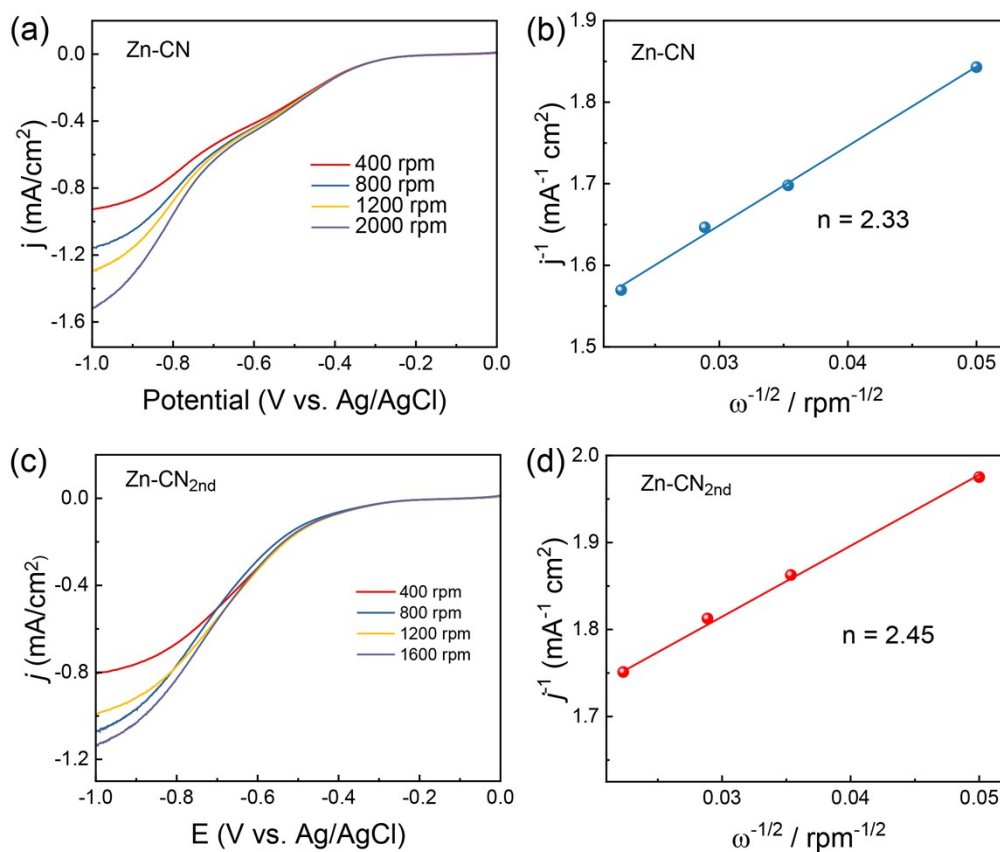 (a)
Zn-CN
0.0
-0.4
-0.8
-1.2
-1.6
j (mA/cm²)
400 rpm
800 rpm
1200 rpm
2000 rpm
-1.0 -0.8 -0.6 -0.4 -0.2 0.0
Potential (V vs. Ag/AgCl)
(b)
Zn-CN
1.9
1.8
1.7
1.6
1.5
j⁻¹ (mA⁻¹ cm²)
n = 2.33
0.03 0.04 0.05
ω⁻¹/² / rpm⁻¹/²
(c)
Zn-CN₂nd
0.0
-0.4
-0.8
-1.2
j (mA/cm²)
400 rpm
800 rpm
1200 rpm
1600 rpm
-1.0 -0.8 -0.6 -0.4 -0.2 0.0
E (V vs. Ag/AgCl)
(d)
Zn-CN₂nd
2.0
1.9
1.8
1.7
j⁻¹ (mA⁻¹ cm²)
n = 2.45
0.03 0.04 0.05
ω⁻¹/² / rpm⁻¹/²